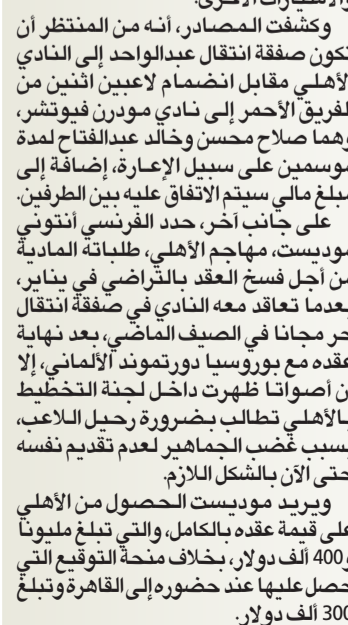 والامتيازات الأخرى.
وكشفت المصادر، أنه من المنتظر أن
تكون صفقة انتقال عبدالواحد إلى النادي
الأهلي مقابل انضمام لاعبين اثنين من
لفريق الأحمر إلى نادي مودرن فيوتشر،
وهما صلاح محسن وخالد عبدالفتاح لمدة
موسمين على سبيل الإعارة، إضافة إلى
مبلغ مالي سيتم الاتفاق عليه بين الطرفين.
على جانب آخر، حدد الفرنسي أنتوني
موديست، مهاجم الأهلي، طلباته المادية
من أجل فسخ العقد بالتراضي في يناير،
بعدما تعاقد معه النادي في صفقة انتقال
حر مجانا في الصيف الماضي، بعد نهاية
عقده مع بوروسيا دورتموند الألماني، إلا
ن أصواتا ظهرت داخل لجنة التخطيط
بالأهلي تطالب بضرورة رحيل اللاعب،
بسبب غضب الجماهير لعدم تقديم نفسه
حتى الآن بالشكل اللازم.
ويريد موديست الحصول من الأهلي
على قيمة عقده بالكامل، والتي تبلغ مليونا
و400 ألف دولار، بخلاف منحة التوقيع التي
حصل عليها عند حضوره إلى القاهرة وتبلغ
300 ألف دولار.